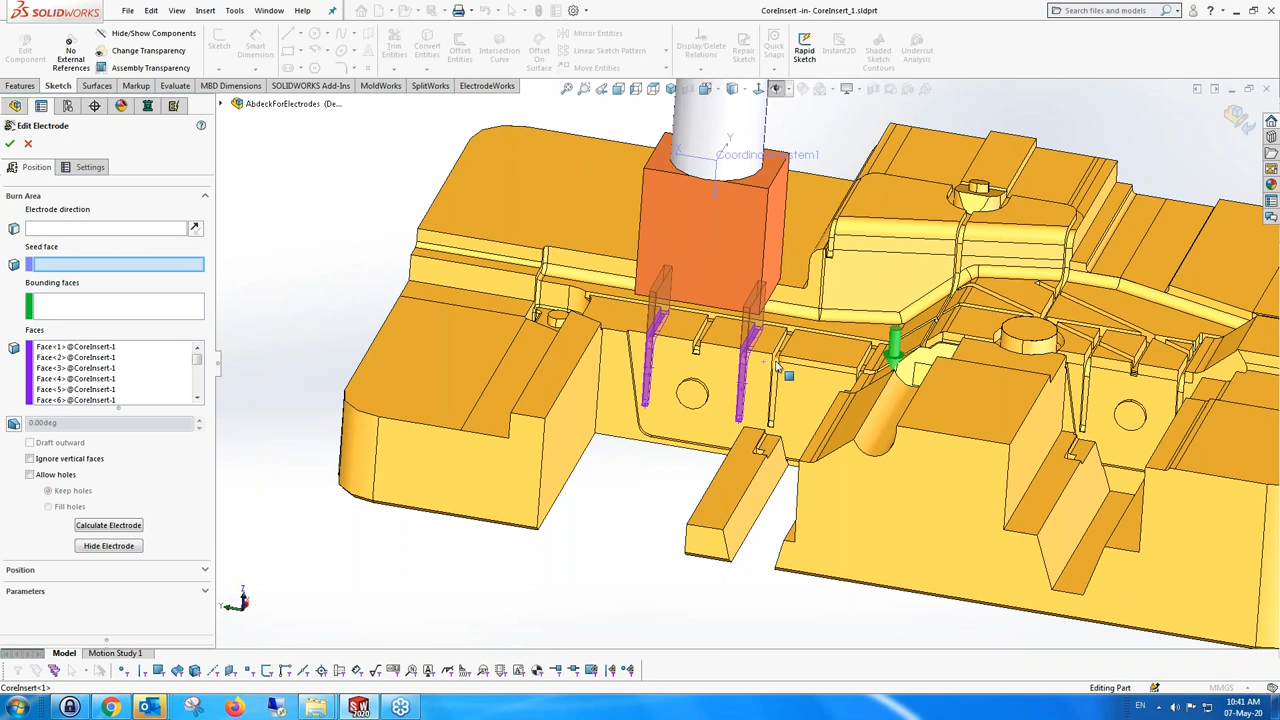 SOLIDWORKS
File
Edit
View
Insert
Tools
Window
Help
CoreInsert -in- CoreInsert_1.sldprt
Search files and models
Edit Component
No External References
Hide/Show Components
Change Transparency
Assembly Transparency
Sketch
Smart Dimension
Trim Entities
Convert Entities
Offset Entities
Intersection Curve
Offset On Surface
Mirror Entities
Linear Sketch Pattern
Move Entities
Display/Delete Relations
Repair Sketch
Quick Snaps
Rapid Sketch
Instant2D
Shaded Sketch Contours
Undercut Analysis
Features
Sketch
Surfaces
Markup
Evaluate
MBD Dimensions
SOLIDWORKS Add-Ins
MoldWorks
SplitWorks
ElectrodeWorks
AbdeckForElectrodes (De...
Edit Electrode
Position
Settings
Burn Area
Electrode direction
Seed face
Bounding faces
Faces
Face<1> @CoreInsert-1
Face<2> @CoreInsert-1
Face<3> @CoreInsert-1
Face<4> @CoreInsert-1
Face<5> @CoreInsert-1
Face<6> @CoreInsert-1
0.00deg
Draft outward
Ignore vertical faces
Allow holes
Keep holes
Fill holes
Calculate Electrode
Hide Electrode
Position
Parameters
Y
X
Z
Y
Model
Motion Study 1
CoreInsert<1>
Editing Part
MMGS
EN
10:41 AM
07-May-20
SW
2020